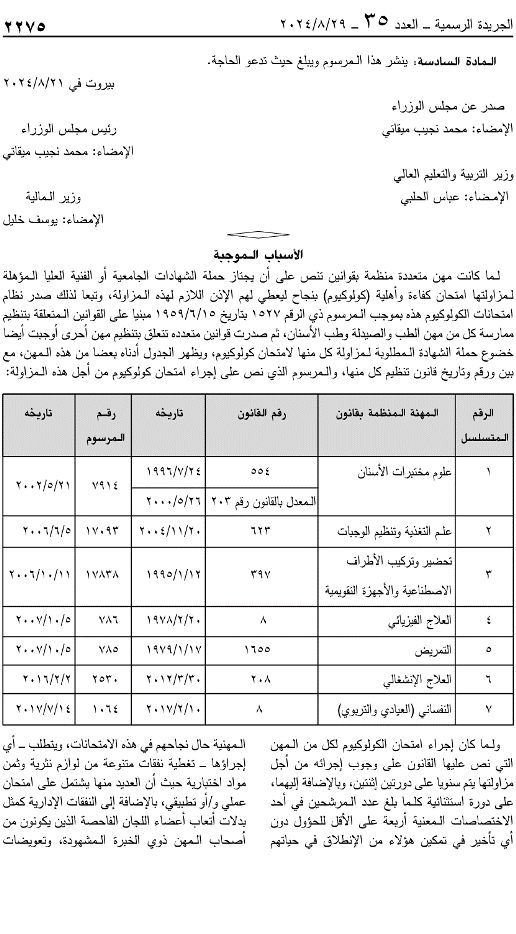 الجريدة الرسمية ــ العدد ٣٥ ــ ٢٠٢٤/٨/٢٩
٢٢٧٥
المادة السادسة: ينشر هذا المرسوم ويبلغ حيث تدعو الحاجة.
بيروت في ٢٠٢٤/٨/٢١
صدر عن مجلس الوزراء
رئيس مجلس الوزراء
الإمضاء: محمد نجيب ميقاتي
الإمضاء: محمد نجيب ميقاتي
وزير التربية والتعليم العالي
وزير المالية
الإمضاء: عباس الحلبي
الإمضاء: يوسف خليل
الأسباب الموجبة
لما كانت مهن متعددة منظمة بقوانين تنص على أن يجتاز حملة الشهادات الجامعية أو الفنية العليا المؤهلة
لمزاولتها امتحان كفاءة وأهلية (كولوكيوم) بنجاح ليعطي لهم الإذن اللازم لهذه المزاولة، وتبعا لذلك صدر نظام
امتحانات الكولوكيوم هذه بموجب المرسوم ذي الرقم ١٥٢٧ بتاريخ ١٩٥٩/٦/١٥ مبنيا على القوانين المتعلقة بتنظيم
ممارسة كل من مهن الطب والصيدلة وطب الأسنان، ثم صدرت قوانين متعدده تتعلق بتنظيم مهن أخرى أوجبت أيضا
خضوع حملة الشهادة المطلوبة لمزاولة كل منها لامتحان كولوكيوم، ويظهر الجدول أدناه بعضا من هذه المهن، مع
بين ورقم وتاريخ قانون تنظيم كل منها، والمرسوم الذي نص على إجراء امتحان كولوكيوم من أجل هذه المزاولة:
الرقم المتسلسل | المهنة المنظمة بقانون | رقم القانون | تاريخه | رقم المرسوم | تاريخه
١ | علوم مختبرات الأسنان | ٥٥٤ | ١٩٩٦/٧/٢٤ | ٧٩١٤ | ٢٠٠٢/٥/٢١
المعدل بالقانون رقم ٢٠٣ | ٢٠٠٠/٥/٢٦
٢ | علم التغذية وتنظيم الوجبات | ٦٢٣ | ٢٠٠٤/١١/٢٠ | ١٧٠٩٣ | ٢٠٠٦/٦/٥
٣ | تحضير وتركيب الأطراف الاصطناعية والأجهزة التقويمية | ٣٩٧ | ١٩٩٥/١/١٢ | ١٧٨٣٨ | ٢٠٠٦/١٠/١١
٤ | العلاج الفيزيائي | ٨ | ١٩٧٨/٢/٢٠ | ٧٨٦ | ٢٠٠٧/١٠/٥
٥ | التمريض | ١٦٥٥ | ١٩٧٩/١/١٧ | ٧٨٥ | ٢٠٠٧/١٠/٥
٦ | العلاج الإنشغالي | ٢٠٨ | ٢٠١٢/٣/٣٠ | ٢٥٣٠ | ٢٠١٦/٢/٢
٧ | النفساني (العيادي والتربوي) | ٨ | ٢٠١٧/٢/١٠ | ١٠٦٤ | ٢٠١٧/٧/١٤
ولما كان إجراء امتحان الكولوكيوم لكل من المهن
التي نص عليها القانون على وجوب إجرائه من أجل
مزاولتها يتم سنويا على دورتين إثنتين، وبالإضافة إليهما،
على دورة استثنائية كلما بلغ عدد المرشحين في أحد
الاختصاصات المعنية أربعة على الأقل للحؤول دون
أي تأخير في تمكين هؤلاء من الإنطلاق في حياتهم
المهنية حال نجاحهم في هذه الامتحانات، ويتطلب ــ أي
إجراؤها ــ تغطية نفقات متنوعة من لوازم نثرية وثمن
مواد اختبارية حيث أن العديد منها يشتمل على امتحان
عملي و/أو تطبيقي، بالإضافة إلى النفقات الإدارية كمثل
بدلات أتعاب أعضاء اللجان الفاحصة الذين يكونون من
أصحاب المهن ذوي الخبرة المشهودة، وتعويضات